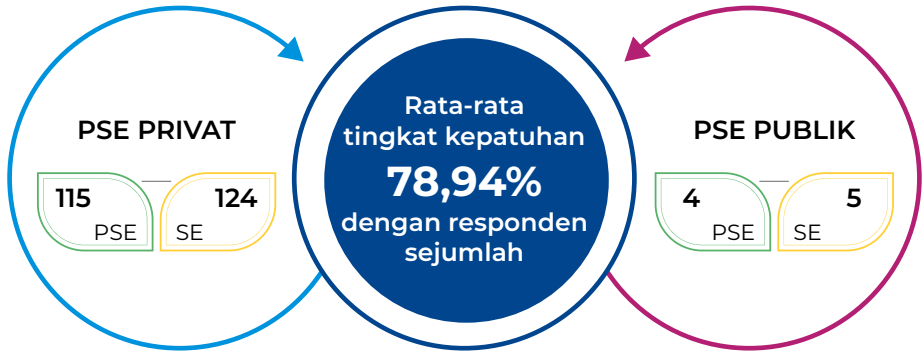 PSE PRIVAT
115
PSE
124
SE
Rata-rata
tingkat kepatuhan
78,94%
dengan responden
sejumlah
PSE PUBLIK
4
PSE
5
SE